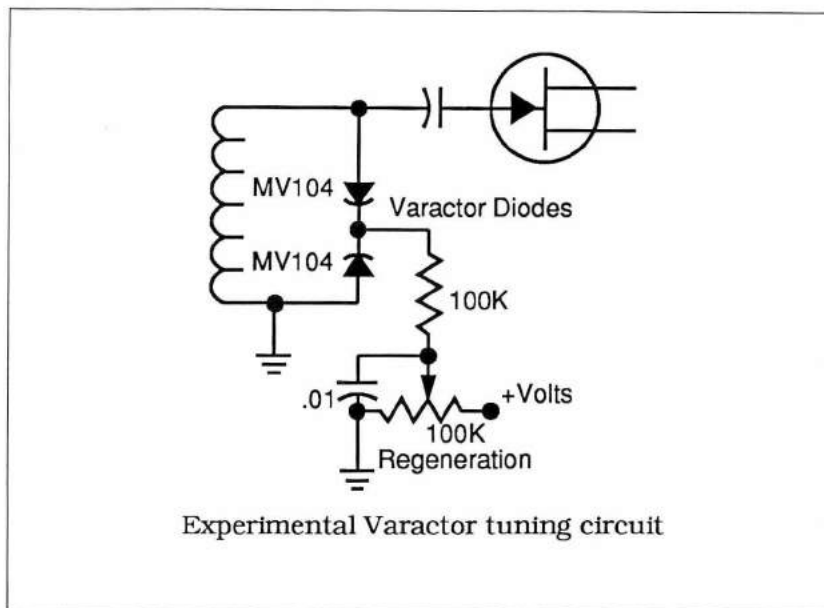 MV104
Varactor Diodes
MV104
100K
.01
+Volts
100K
Regeneration
Experimental Varactor tuning circuit